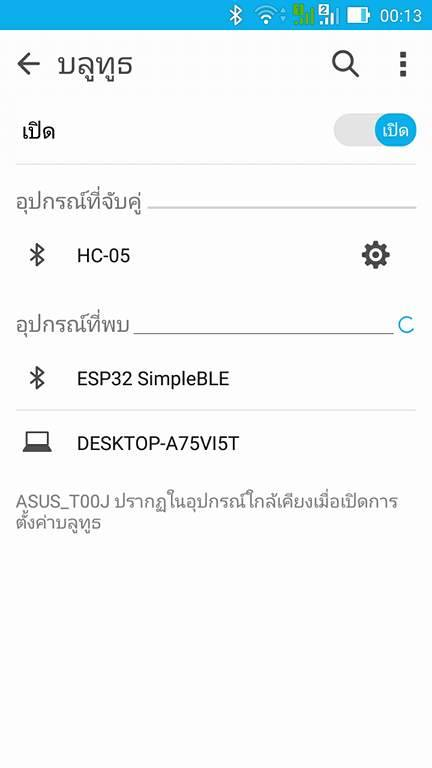 00:13
บลูทูธ
เปิด
เปิด
อุปกรณ์ที่จับคู่
HC-05
อุปกรณ์ที่พบ
ESP32 SimpleBLE
DESKTOP-A75VI5T
ASUS_T00J ปรากฏในอุปกรณ์ใกล้เคียงเมื่อเปิดการ
ตั้งค่าบลูทูธ